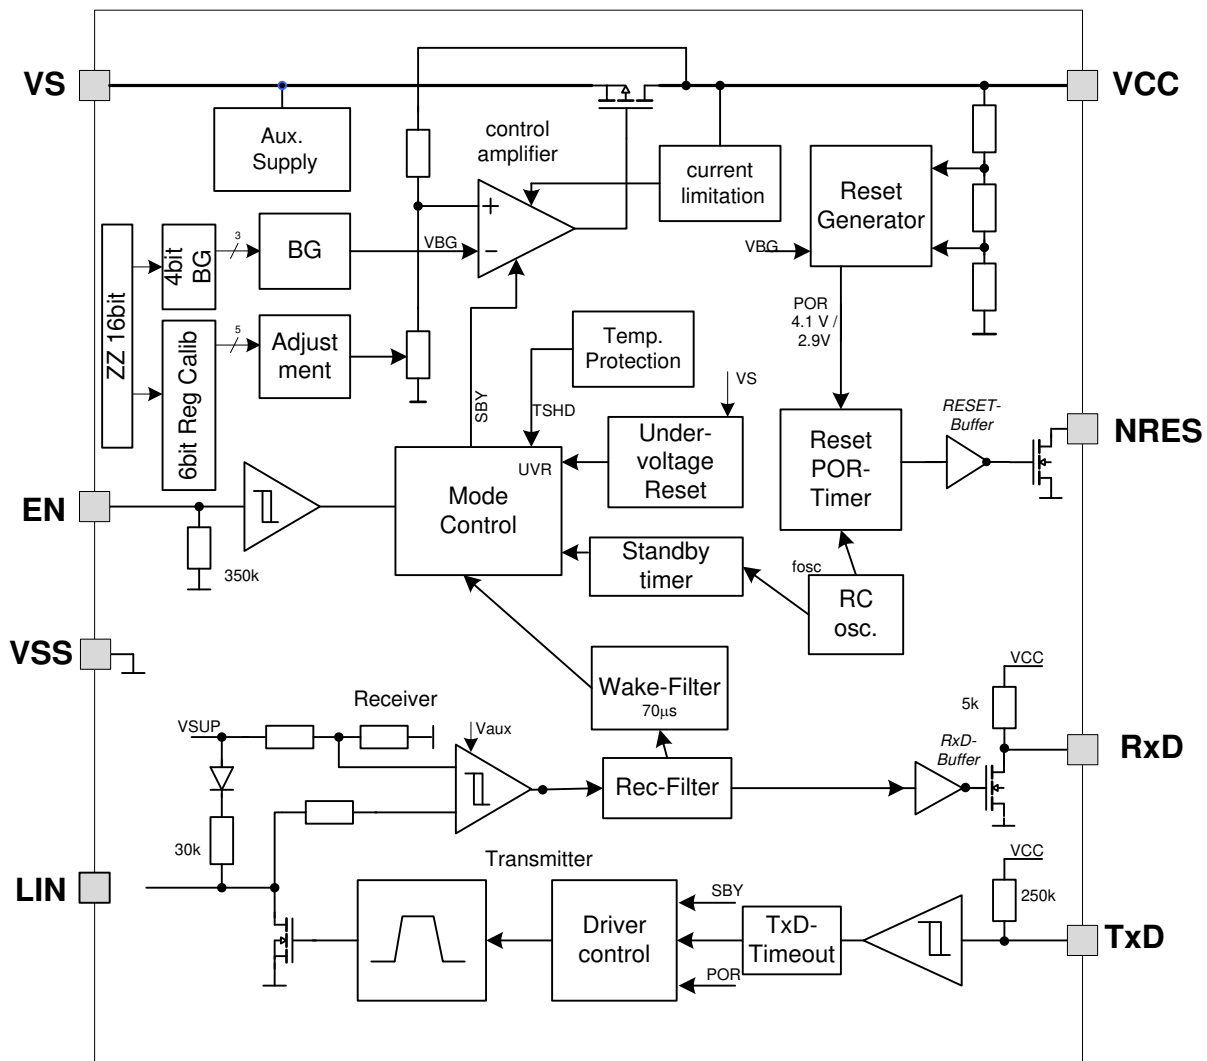 VS
VCC
Aux.
Supply
control
amplifier
current
limitation
Reset
Generator
ZZ 16bit
4bit
BG
3
BG
VBG
VBG
6bit Reg Calib
5
Adjust
ment
SBY
Temp.
Protection
TSHD
POR
4.1 V /
2.9V
VS
Under-
voltage
Reset
UVR
Mode
Control
Reset
POR-
Timer
RESET-
Buffer
NRES
EN
350k
Standby
timer
fosc
RC
osc.
VSS
Wake-Filter
70µs
Receiver
VSUP
Vaux
Rec-Filter
VCC
5k
RxD-
Buffer
RxD
30k
LIN
Transmitter
Driver
control
SBY
POR
TxD-
Timeout
VCC
250k
TxD